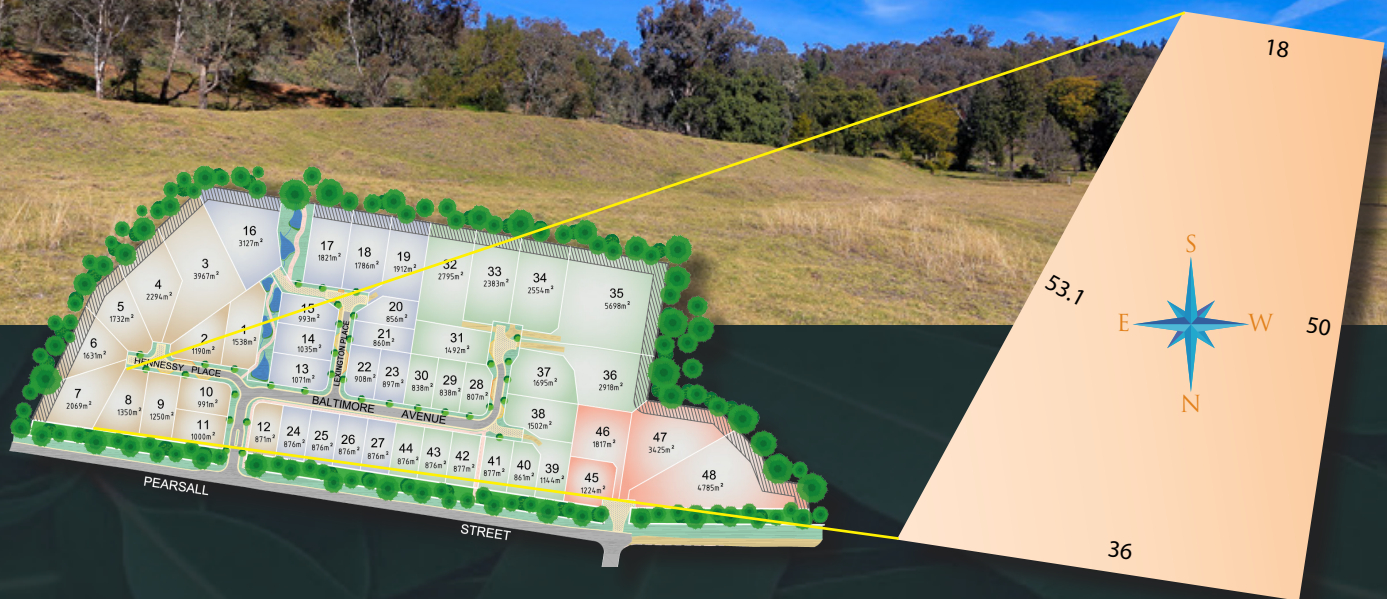 18
53.1
50
36
S
E
W
N
16
3127m²
3
3967m²
4
2294m²
5
1732m²
6
1631m²
7
2069m²
2
1190m²
1
1538m²
HENNESSY PLACE
8
1350m²
9
1250m²
10
991m²
11
1000m²
17
1821m²
18
1786m²
19
1912m²
15
993m²
14
1035m²
13
1071m²
LEXINGTON PLACE
20
856m²
21
860m²
22
908m²
23
897m²
30
838m²
29
838m²
28
807m²
32
2795m²
33
2383m²
34
2554m²
35
5698m²
31
1492m²
37
1695m²
36
2918m²
38
1502m²
BALTIMORE AVENUE
12
871m²
24
876m²
25
876m²
26
876m²
27
876m²
44
876m²
43
876m²
42
877m²
41
877m²
40
861m²
39
1144m²
46
1817m²
45
1224m²
47
3425m²
48
4785m²
PEARSALL STREET